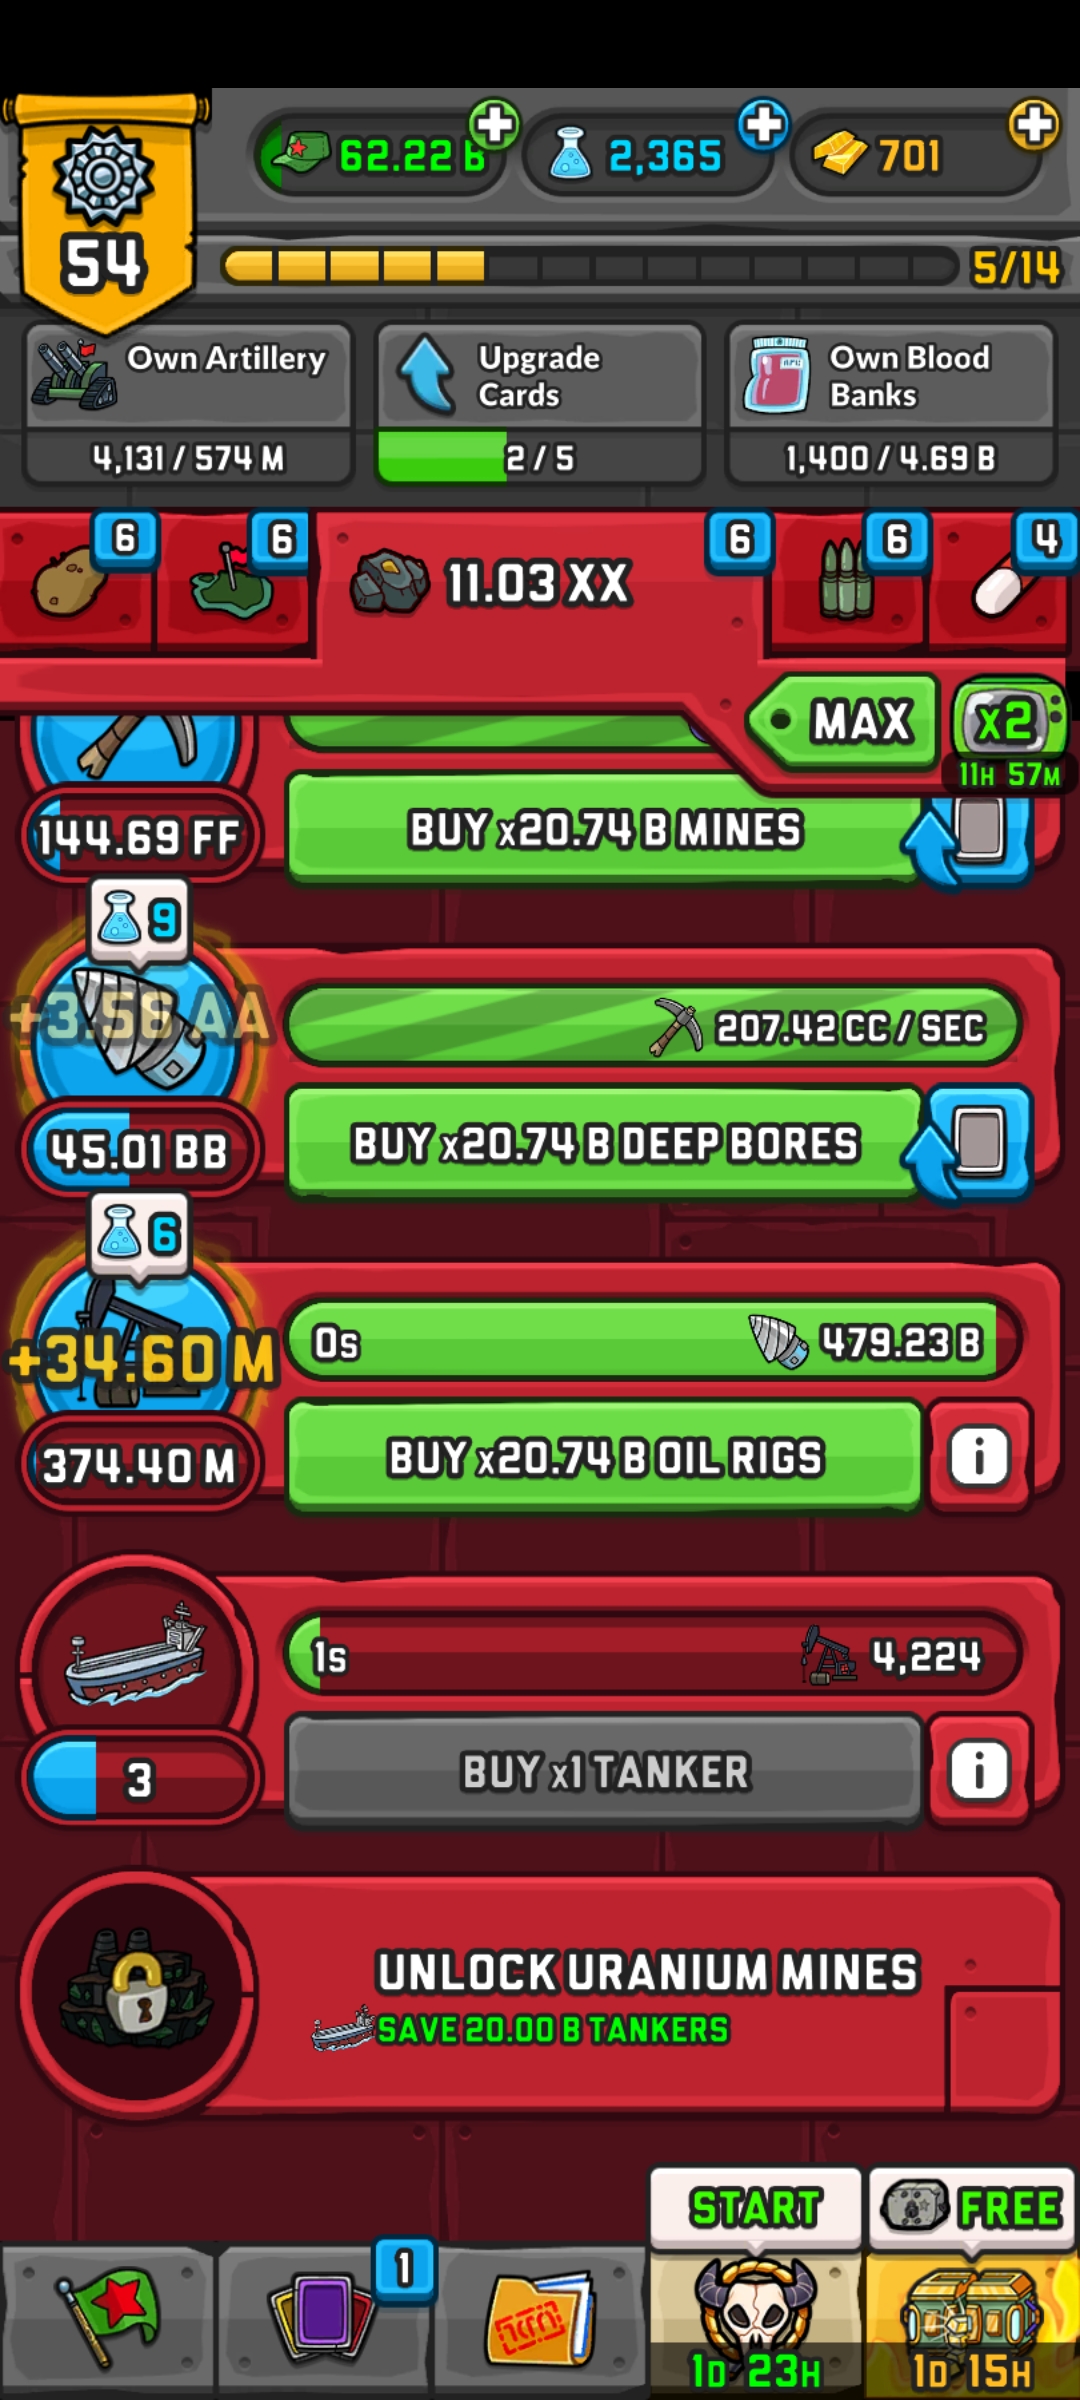 62.22 B
2,365
701
54
5/14
Own Artillery
4,131 / 574 M
Upgrade
Cards
2 / 5
Own Blood
Banks
1,400 / 4.69 B
6
6
11.03 XX
6
6
4
MAX
x2
11H 57M
144.69 FF
BUY x20.74 B MINES
9
+3.56 AA
207.42 CC / SEC
45.01 BB
BUY x20.74 B DEEP BORES
6
+34.60 M
0s
479.23 B
374.40 M
BUY x20.74 B OIL RIGS
i
1s
4,224
3
BUY x1 TANKER
i
UNLOCK URANIUM MINES
SAVE 20.00 B TANKERS
START
FREE
1
1D 23H
1D 15H